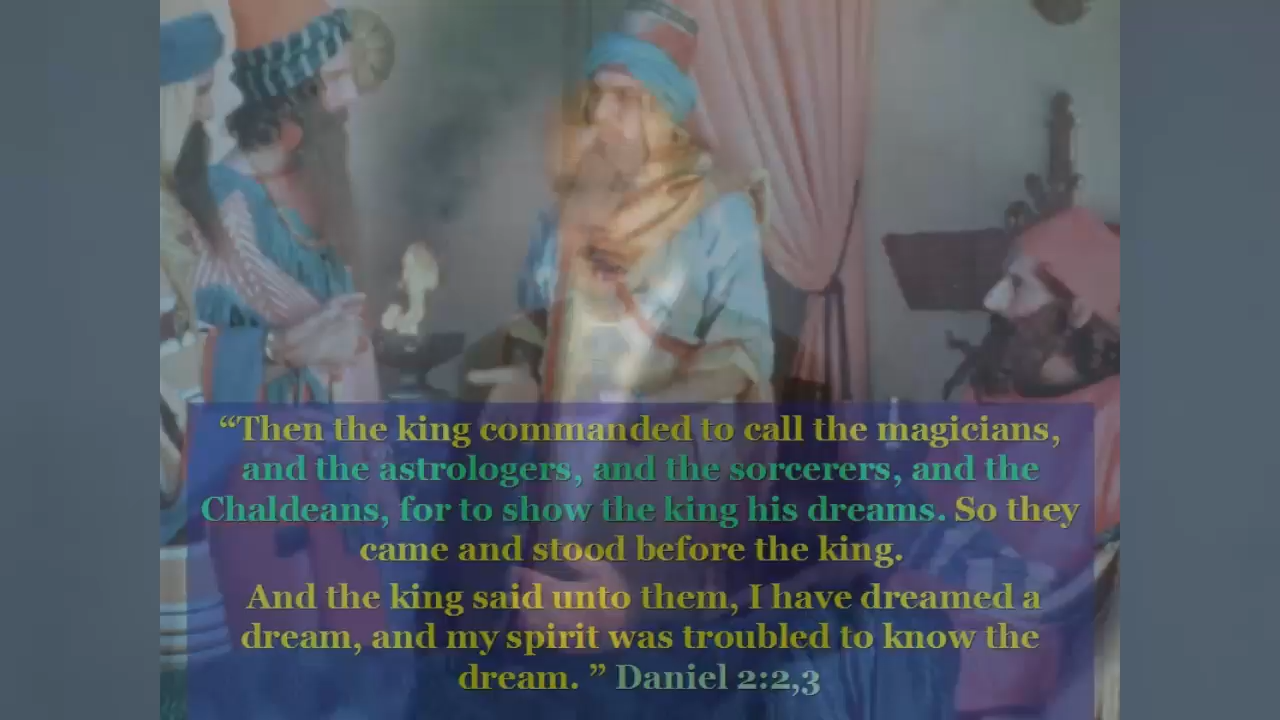 “Then the king commanded to call the magicians,
and the astrologers, and the sorcerers, and the
Chaldeans, for to show the king his dreams. So they
came and stood before the king.
And the king said unto them, I have dreamed a
dream, and my spirit was troubled to know the
dream. ” Daniel 2:2,3